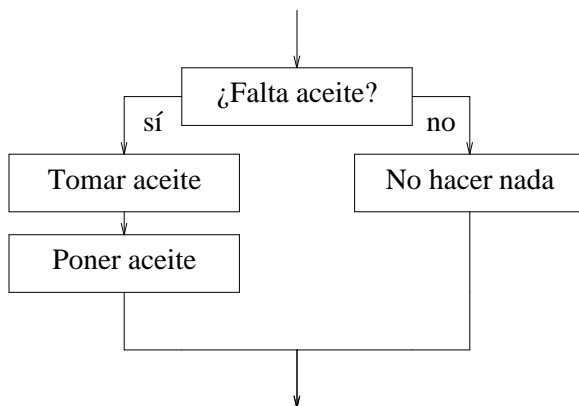 ¿Falta aceite?
sí
no
Tomar aceite
No hacer nada
Poner aceite